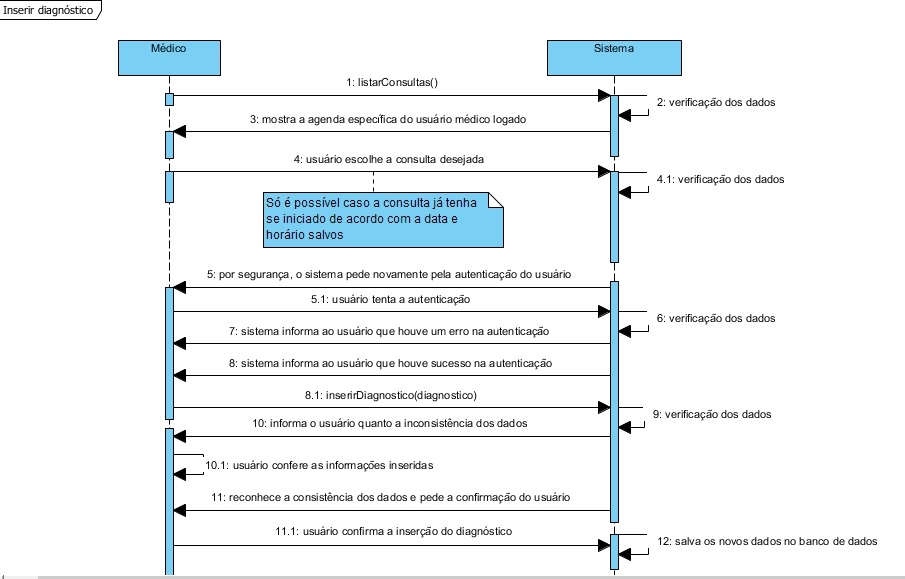 Inserir diagnóstico
Médico
Sistema
1: listarConsultas()
2: verificação dos dados
3: mostra a agenda específica do usuário médico logado
4: usuário escolhe a consulta desejada
4.1: verificação dos dados
Só é possível caso a consulta já tenha
se iniciado de acordo com a data e
horário salvos
5: por segurança, o sistema pede novamente pela autenticação do usuário
5.1: usuário tenta a autenticação
6: verificação dos dados
7: sistema informa ao usuário que houve um erro na autenticação
8: sistema informa ao usuário que houve sucesso na autenticação
8.1: inserirDiagnostico(diagnostico)
9: verificação dos dados
10: informa o usuário quanto a inconsistência dos dados
10.1: usuário confere as informações inseridas
11: reconhece a consistência dos dados e pede a confirmação do usuário
11.1: usuário confirma a inserção do diagnóstico
12: salva os novos dados no banco de dados